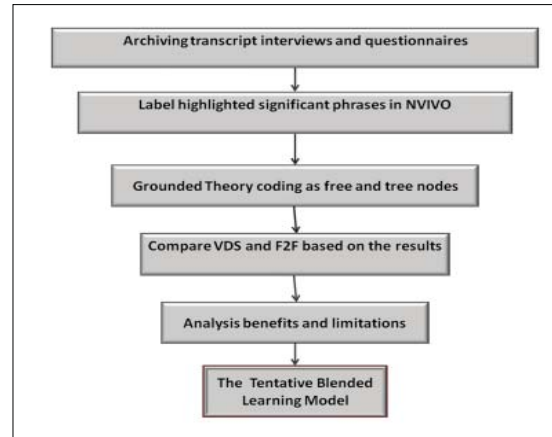 Archiving transcript interviews and questionnaires
Label highlighted significant phrases in NVIVO
Grounded Theory coding as free and tree nodes
Compare VDS and F2F based on the results
Analysis benefits and limitations
The Tentative Blended
Learning Model